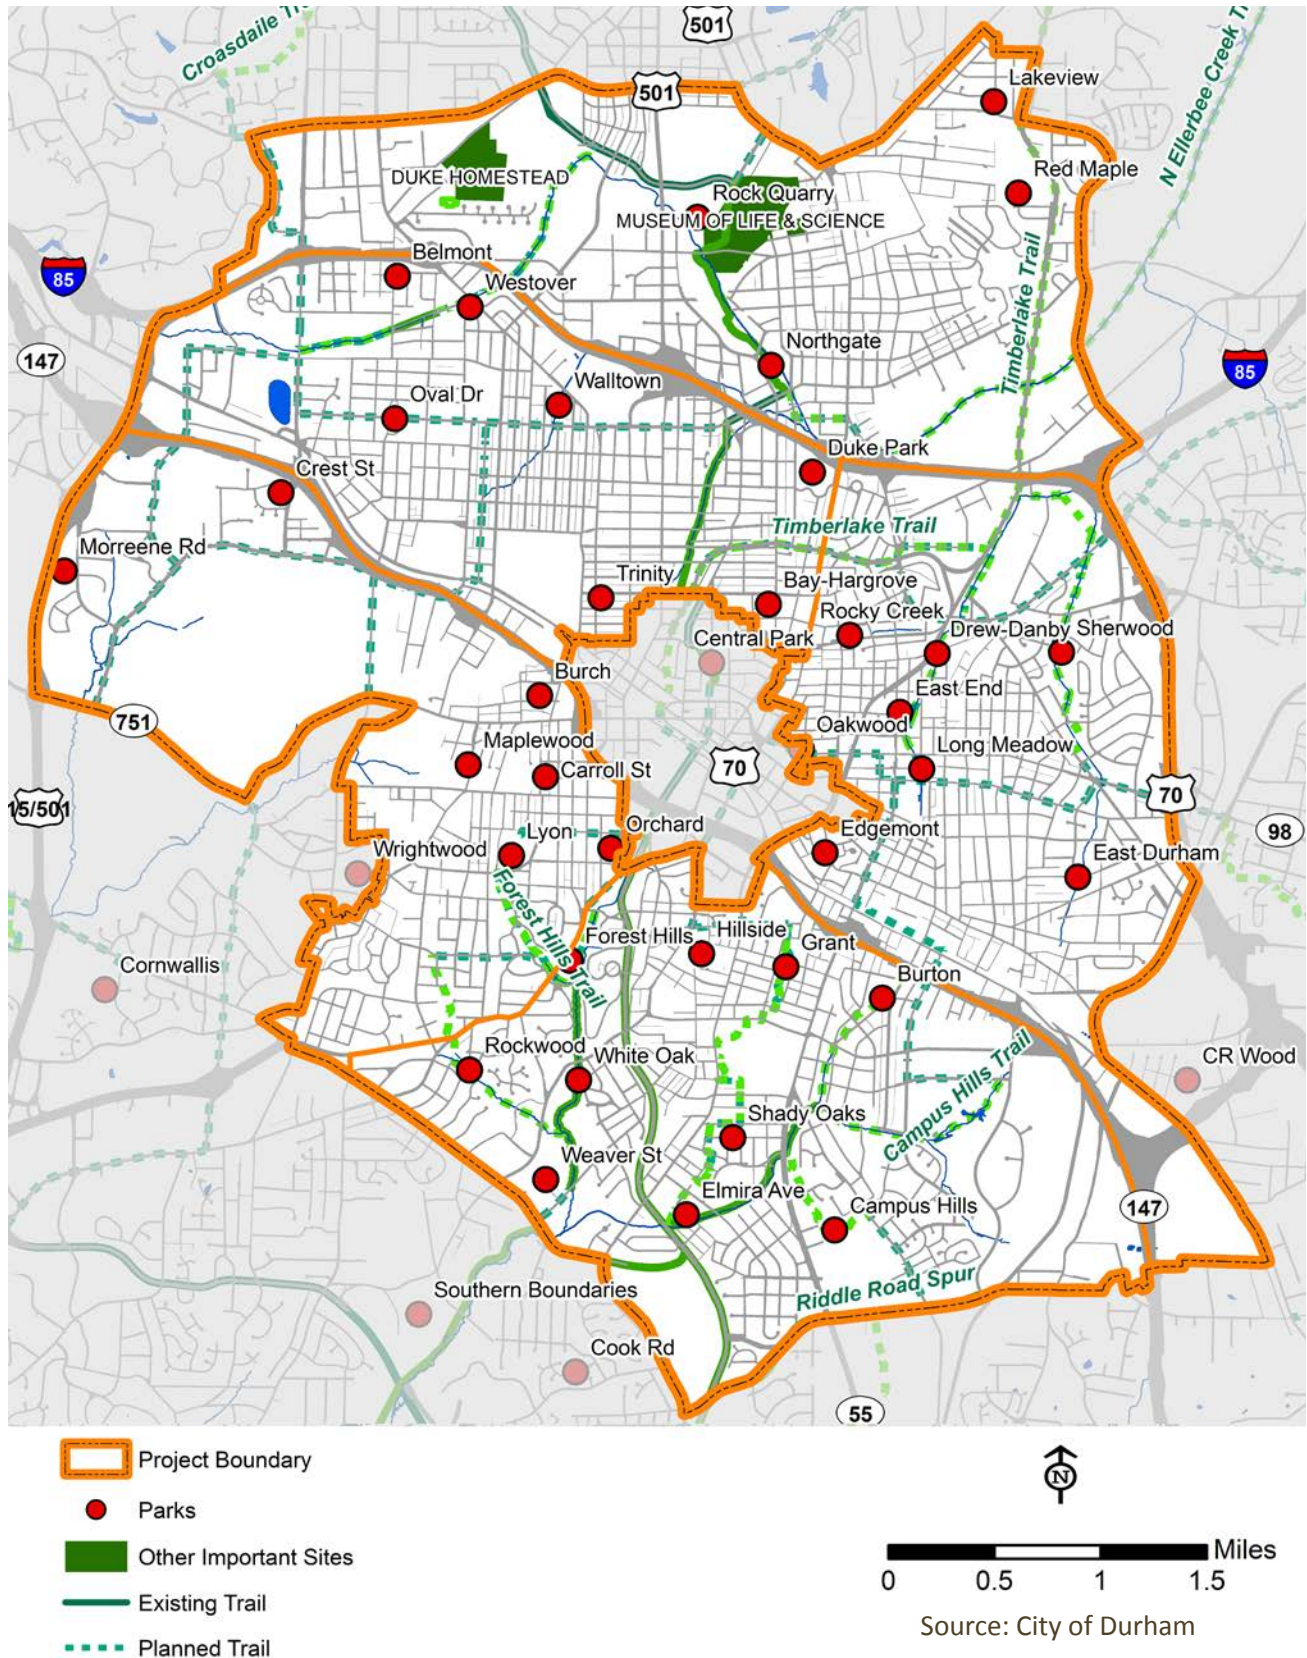 Croasdaile Tr
501
501
N Ellerbee Creek T
Lakeview
Red Maple
DUKE HOMESTEAD
Rock Quarry
MUSEUM OF LIFE & SCIENCE
Belmont
85
Westover
Timberlake Trail
147
Northgate
85
Walltown
Oval Dr
Duke Park
Crest St
Timberlake Trail
Morreene Rd
Trinity
Bay-Hargrove
Rocky Creek
Central Park
Drew-Danby
Sherwood
Burch
East End
751
Oakwood
Maplewood
Long Meadow
Carroll St
70
70
15/501
Orchard
Edgemont
98
Lyon
Wrightwood
East Durham
Forest Hills Trail
Forest Hills
Hillside
Grant
Cornwallis
Burton
Rockwood
White Oak
Campus Hills Trail
CR Wood
Shady Oaks
Weaver St
Elmira Ave
Campus Hills
147
Southern Boundaries
Riddle Road Spur
Cook Rd
55
Project Boundary
Parks
Other Important Sites
Existing Trail
Planned Trail
N
Miles
0 0.5 1 1.5
Source: City of Durham